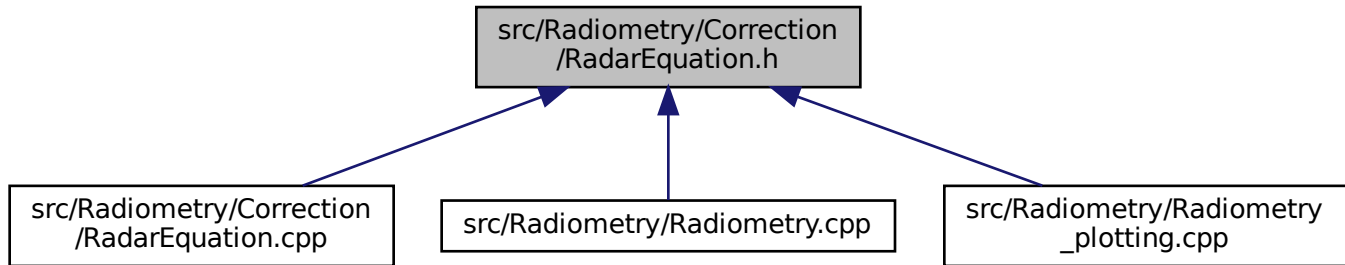 src/Radiometry/Correction
/RadarEquation.h
src/Radiometry/Correction
/RadarEquation.cpp
src/Radiometry/Radiometry.cpp
src/Radiometry/Radiometry
_plotting.cpp